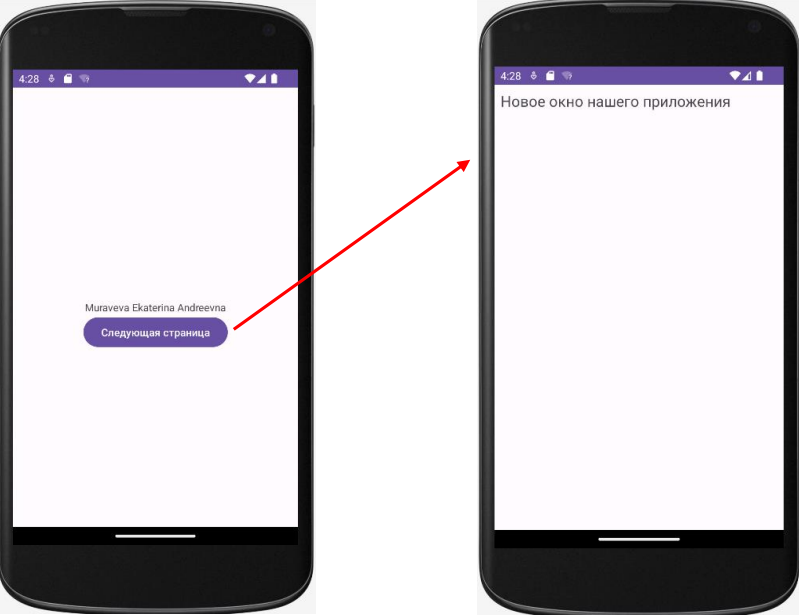 4:28
Muraveva Ekaterina Andreevna
Следующая страница
4:28
Новое окно нашего приложения